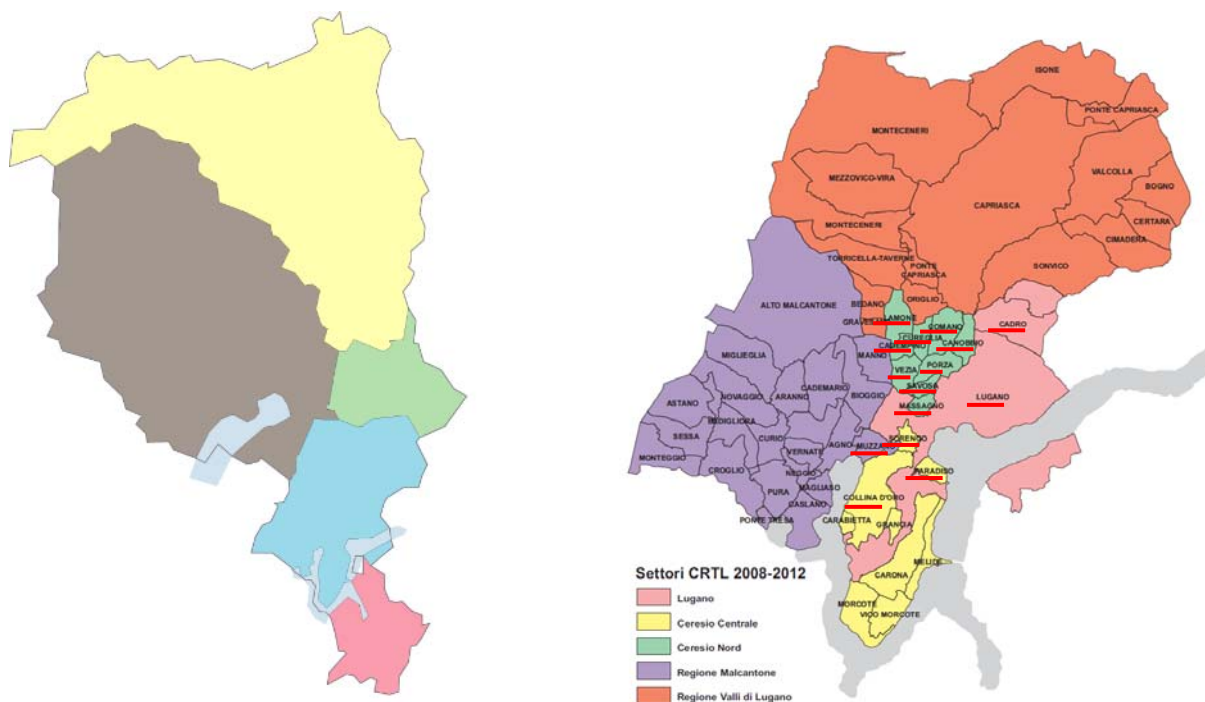 ISONE
PONTE CAPRIASCA
MONTECENERI
VALCOLLA
MEZZOVICO-VIRA
BOGNO
CAPRIASCA
CERTARA
MONTECENERI
CIMADERA
TORRICELLA-TAVERNE
SONVICO
PONTE
CAPRIASCA
ALTO MALCANTONE
BEDANO
ORIGLIO
LAMONE
COMANO
CADRO
CUREGLIA
CANOBBIO
MANNO
MIGLIEGLIA
PORZA
VEZIA
CADEMARIO
SAVOSA
ASTANO
NOVAGGIO
ARANNO
BIOGGIO
LUGANO
MASSAGNO
SESSA
CURIO
AGNO
SORENGO
VERNATE
MONTEGGIO
CROGLIO
NEGGIO
PARADISO
PURA
MAGLIASO
COLLINA D'ORO
CASLANO
PONTE TRESA
CARABIETTA
GRANCIA
MELIDE
CARONA
MORCOTE
VICO MORCOTE
Settori CRTL 2008-2012
Lugano
Ceresio Centrale
Ceresio Nord
Regione Malcantone
Regione Valli di Lugano